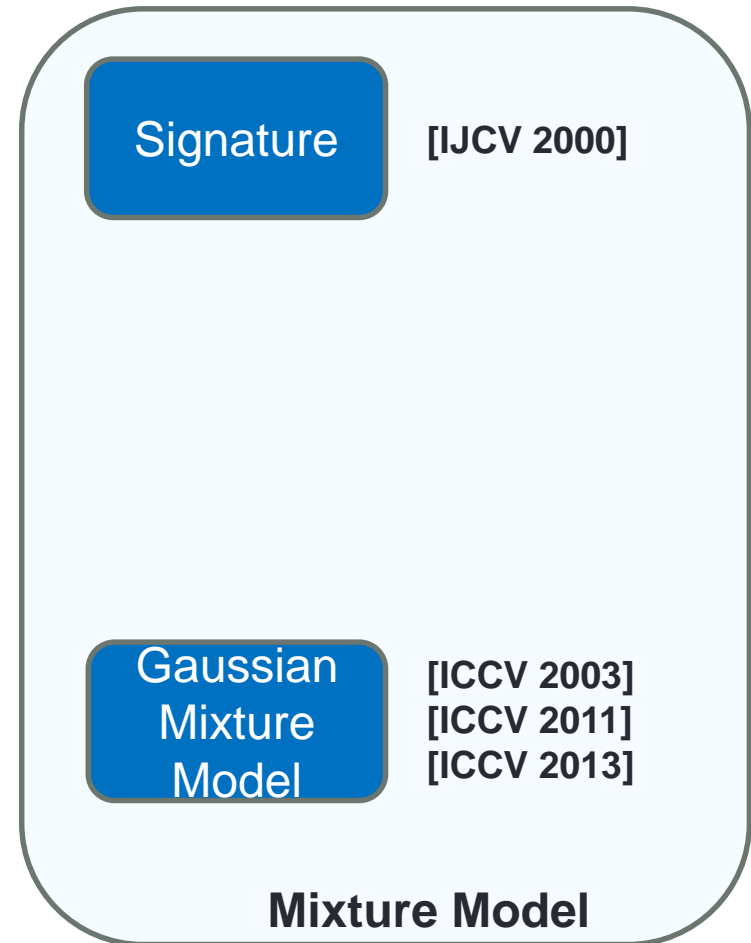 Signature
[IJCV 2000]
Gaussian
Mixture
Model
[ICCV 2003]
[ICCV 2011]
[ICCV 2013]
Mixture Model